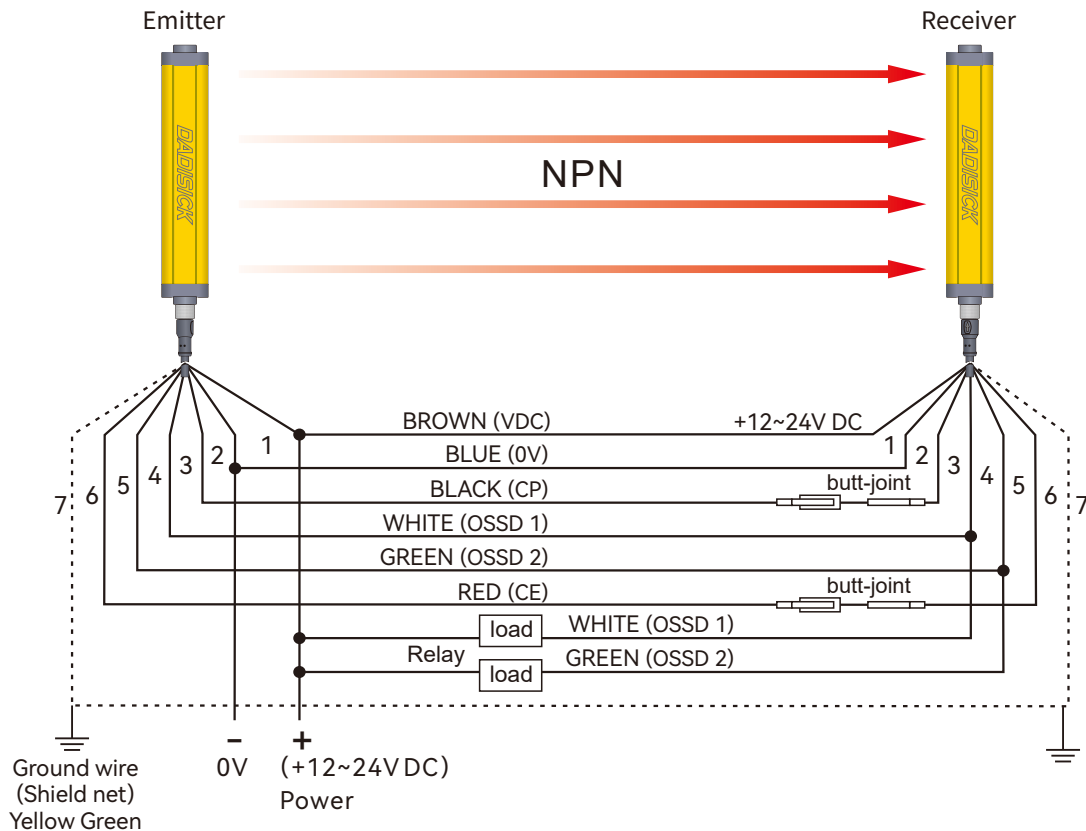 Emitter
Receiver
DADISICK
DADISICK
NPN
BROWN (VDC)
+12~24V DC
1
BLUE (0V)
1
2
BLACK (CP)
butt-joint
2
3
WHITE (OSSD 1)
3
4
GREEN (OSSD 2)
4
5
RED (CE)
butt-joint
5
6
6
7
7
load
WHITE (OSSD 1)
Relay
load
GREEN (OSSD 2)
Ground wire
(Shield net)
Yellow Green
−
0V
+
(+12~24V DC)
Power